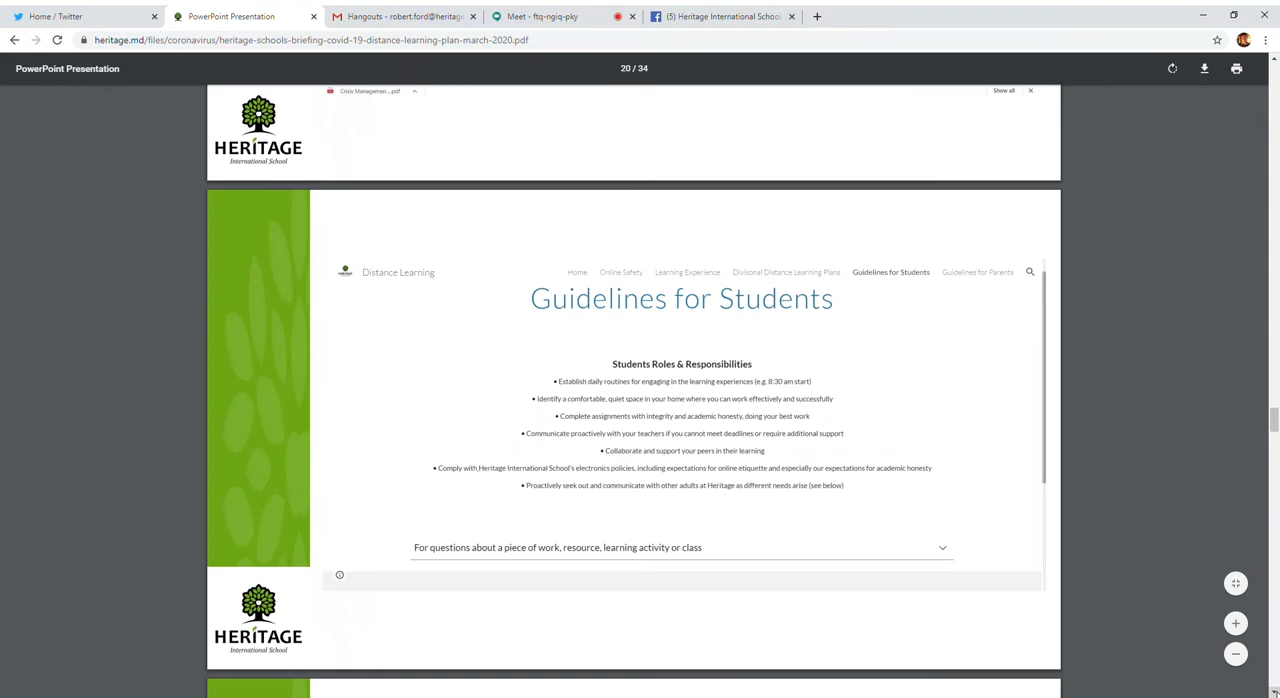 Home / Twitter
PowerPoint Presentation
Hangouts - robert.ford@heritage
Meet - ftq-ngiq-pky
(5) Heritage International School
heritage.md/files/coronavirus/heritage-schools-briefing-covid-19-distance-learning-plan-march-2020.pdf
PowerPoint Presentation
20 / 34
Crisis Managemen....pdf
Show all
HERITAGE
International School
Distance Learning
Home
Online Safety
Learning Experience
Divisonal Distance Learning Plans
Guidelines for Students
Guidelines for Parents
Guidelines for Students
Students Roles & Responsibilities
• Establish daily routines for engaging in the learning experiences (e.g. 8:30 am start)
• Identify a comfortable, quiet space in your home where you can work effectively and successfully
• Complete assignments with integrity and academic honesty, doing your best work
• Communicate proactively with your teachers if you cannot meet deadlines or require additional support
• Collaborate and support your peers in their learning
• Comply with Heritage International School's electronics policies, including expectations for online etiquette and especially our expectations for academic honesty
• Proactively seek out and communicate with other adults at Heritage as different needs arise (see below)
For questions about a piece of work, resource, learning activity or class
HERITAGE
International School